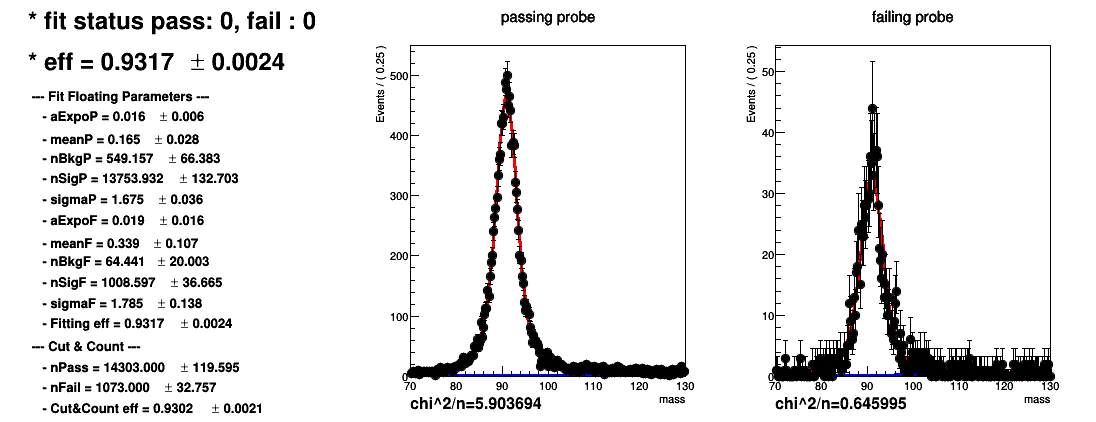 * fit status pass: 0, fail : 0
* eff = 0.9317 ± 0.0024
--- Fit Floating Parameters ---
- aExpoP = 0.016 ± 0.006
- meanP = 0.165 ± 0.028
- nBkgP = 549.157 ± 66.383
- nSigP = 13753.932 ± 132.703
- sigmaP = 1.675 ± 0.036
- aExpoF = 0.019 ± 0.016
- meanF = 0.339 ± 0.107
- nBkgF = 64.441 ± 20.003
- nSigF = 1008.597 ± 36.665
- sigmaF = 1.785 ± 0.138
- Fitting eff = 0.9317 ± 0.0024
--- Cut & Count ---
- nPass = 14303.000 ± 119.595
- nFail = 1073.000 ± 32.757
- Cut&Count eff = 0.9302 ± 0.0021
passing probe
Events / ( 0.25 )
500
400
300
200
100
0
70 80 90 100 110 120 130
mass
chi^2/n=5.903694
failing probe
Events / ( 0.25 )
50
40
30
20
10
0
70 80 90 100 110 120 130
mass
chi^2/n=0.645995